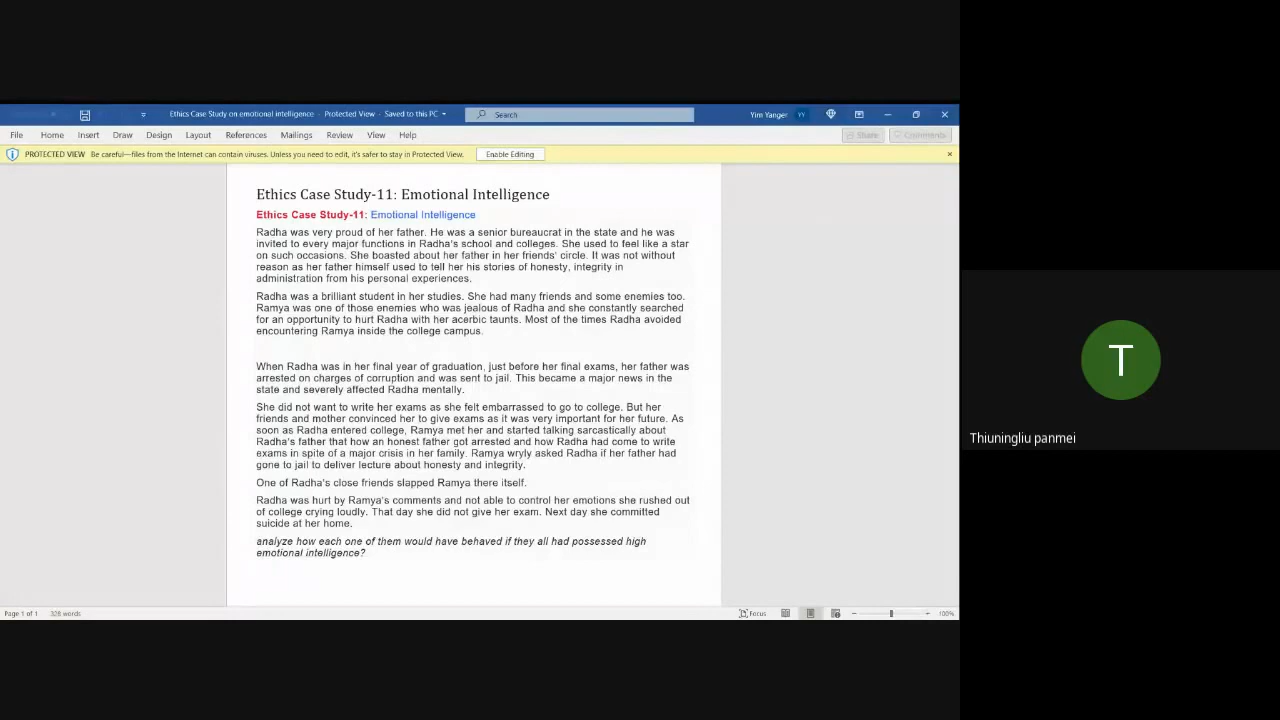 Ethics Case Study on emotional intelligence - Protected View - Saved to this PC
Search
Yim Yanger
YY
File Home Insert Draw Design Layout References Mailings Review View Help
Share
Comments
PROTECTED VIEW Be careful—files from the Internet can contain viruses. Unless you need to edit, it's safer to stay in Protected View.
Enable Editing
Ethics Case Study-11: Emotional Intelligence
Ethics Case Study-11: Emotional Intelligence
Radha was very proud of her father. He was a senior bureaucrat in the state and he was
invited to every major functions in Radha's school and colleges. She used to feel like a star
on such occasions. She boasted about her father in her friends' circle. It was not without
reason as her father himself used to tell her his stories of honesty, integrity in
administration from his personal experiences.
Radha was a brilliant student in her studies. She had many friends and some enemies too.
Ramya was one of those enemies who was jealous of Radha and she constantly searched
for an opportunity to hurt Radha with her acerbic taunts. Most of the times Radha avoided
encountering Ramya inside the college campus.
When Radha was in her final year of graduation, just before her final exams, her father was
arrested on charges of corruption and was sent to jail. This became a major news in the
state and severely affected Radha mentally.
She did not want to write her exams as she felt embarrassed to go to college. But her
friends and mother convinced her to give exams as it was very important for her future. As
soon as Radha entered college, Ramya met her and started talking sarcastically about
Radha's father that how an honest father got arrested and how Radha had come to write
exams in spite of a major crisis in her family. Ramya wryly asked Radha if her father had
gone to jail to deliver lecture about honesty and integrity.
One of Radha's close friends slapped Ramya there itself.
Radha was hurt by Ramya's comments and not able to control her emotions she rushed out
of college crying loudly. That day she did not give her exam. Next day she committed
suicide at her home.
analyze how each one of them would have behaved if they all had possessed high
emotional intelligence?
Page 1 of 1 328 words
Focus
100%
T
Thiuningliu panmei